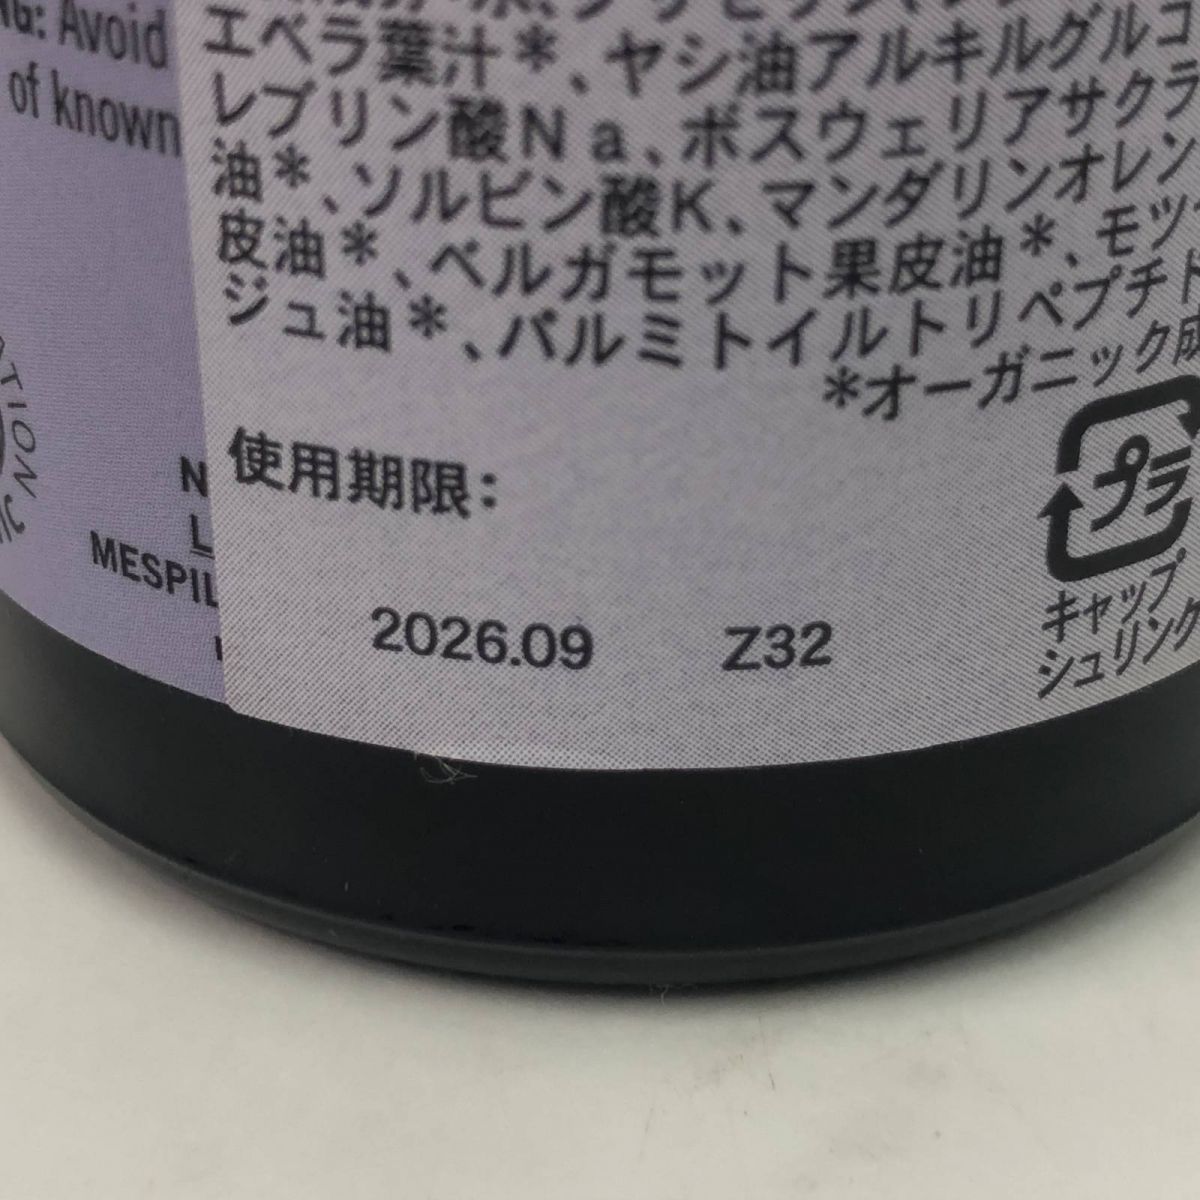 NG: Avoid
of known
エベラ葉汁*、ヤシ油アルキルグルコ
レブリン酸Na、ボスウェリアサクラ
油*、ソルビン酸K、マンダリンオレン
皮油*、ベルガモット果皮油*、モツ
ジュ油*、パルミトイルトリペプチド
*オーガニック成
使用期限:
2026.09 Z32
プラ
キャップ
シュリンク
ATION
IC
N
L
MESPIL